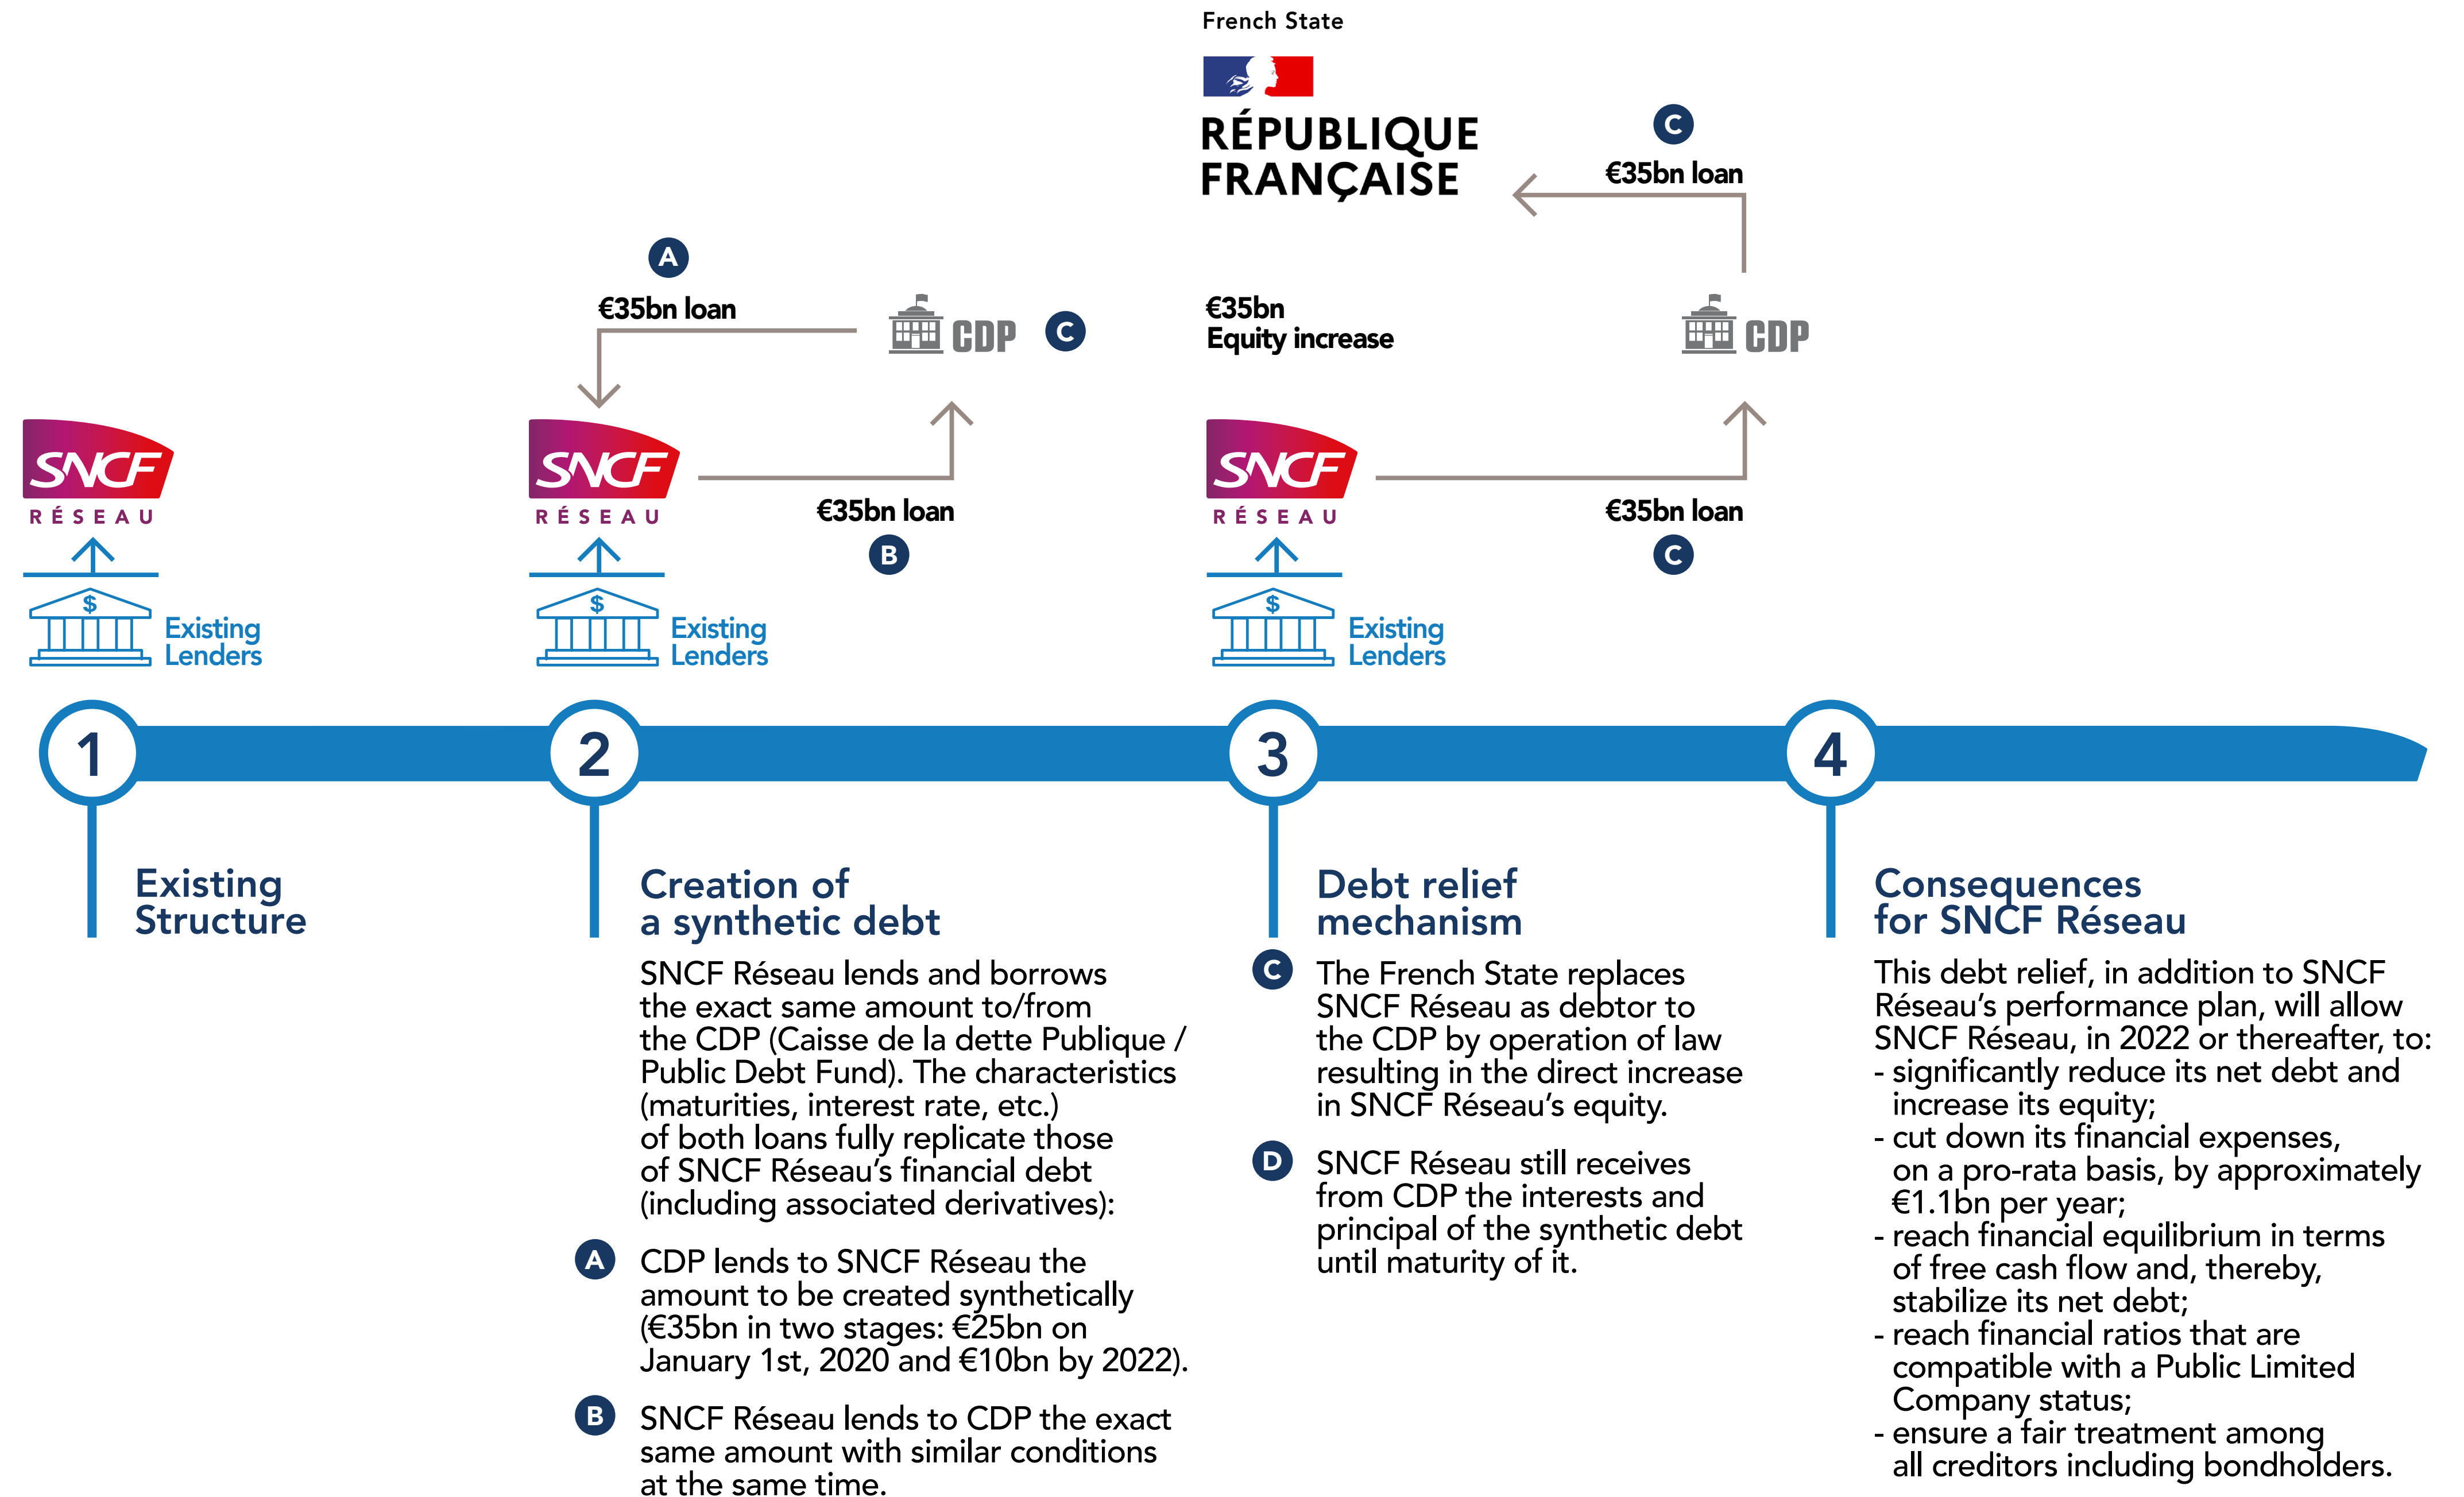 French State
RÉPUBLIQUE
FRANÇAISE
C
€35bn loan
A
€35bn loan
CDP
C
€35bn
Equity increase
CDP
SNCF
RÉSEAU
SNCF
RÉSEAU
€35bn loan
B
SNCF
RÉSEAU
€35bn loan
C
$
Existing
Lenders
$
Existing
Lenders
$
Existing
Lenders
1
2
3
4
Existing
Structure
Creation of
a synthetic debt
SNCF Réseau lends and borrows
the exact same amount to/from
the CDP (Caisse de la dette Publique /
Public Debt Fund). The characteristics
(maturities, interest rate, etc.)
of both loans fully replicate those
of SNCF Réseau’s financial debt
(including associated derivatives):
A
CDP lends to SNCF Réseau the
amount to be created synthetically
(€35bn in two stages: €25bn on
January 1st, 2020 and €10bn by 2022).
B
SNCF Réseau lends to CDP the exact
same amount with similar conditions
at the same time.
Debt relief
mechanism
C
The French State replaces
SNCF Réseau as debtor to
the CDP by operation of law
resulting in the direct increase
in SNCF Réseau’s equity.
D
SNCF Réseau still receives
from CDP the interests and
principal of the synthetic debt
until maturity of it.
Consequences
for SNCF Réseau
This debt relief, in addition to SNCF
Réseau’s performance plan, will allow
SNCF Réseau, in 2022 or thereafter, to:
- significantly reduce its net debt and
increase its equity;
- cut down its financial expenses,
on a pro-rata basis, by approximately
€1.1bn per year;
- reach financial equilibrium in terms
of free cash flow and, thereby,
stabilize its net debt;
- reach financial ratios that are
compatible with a Public Limited
Company status;
- ensure a fair treatment among
all creditors including bondholders.